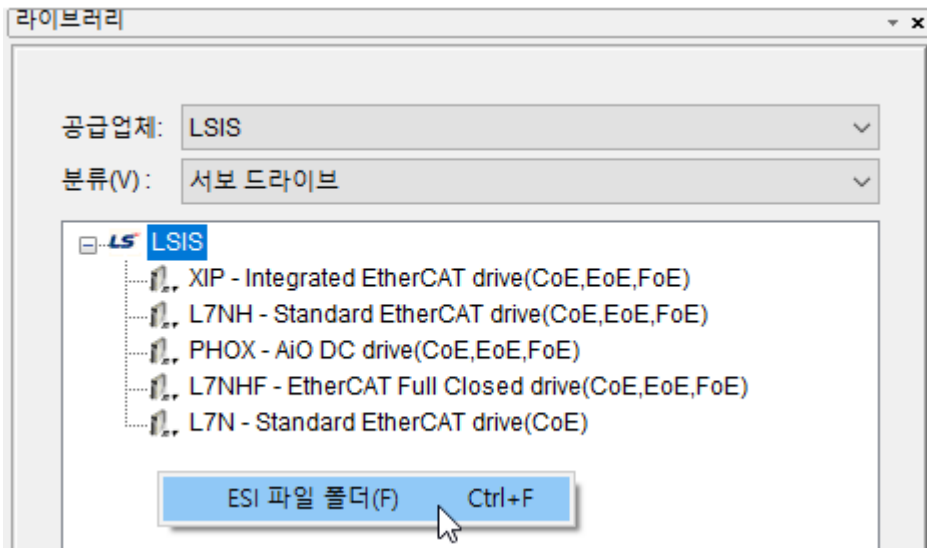 라이브러리
공급업체: LSIS
분류(V) : 서보 드라이브
LS LSIS
XIP - Integrated EtherCAT drive(CoE,EoE,FoE)
L7NH - Standard EtherCAT drive(CoE,EoE,FoE)
PHOX - AiO DC drive(CoE,EoE,FoE)
L7NHF - EtherCAT Full Closed drive(CoE,EoE,FoE)
L7N - Standard EtherCAT drive(CoE)
ESI 파일 폴더(F) Ctrl+F